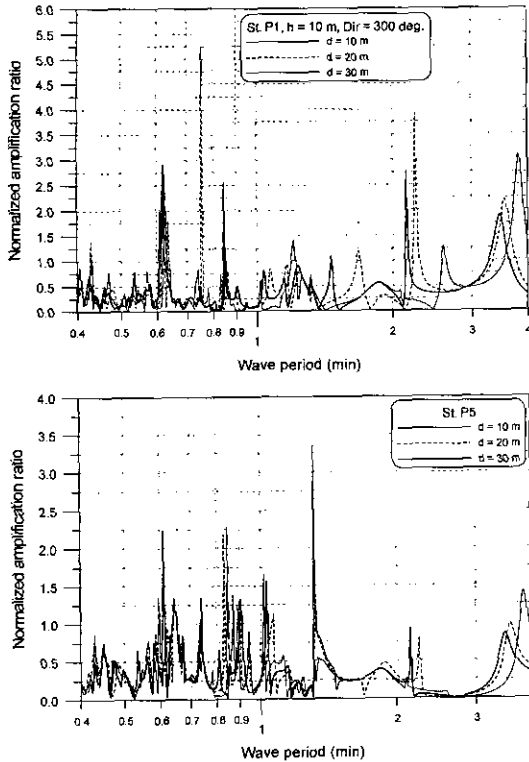 6.0
5.5
5.0
4.5
4.0
3.5
3.0
2.5
2.0
1.5
1.0
0.5
0.0
Normalized amplification ratio
St. P1, h = 10 m, Dir = 300 deg.
d = 10 m
d = 20 m
d = 30 m
0.4 0.5 0.6 0.7 0.8 0.9 1 2 3 4
Wave period (min)
4.0
3.5
3.0
2.5
2.0
1.5
1.0
0.5
0.0
Normalized amplification ratio
St. P5
d = 10 m
d = 20 m
d = 30 m
0.4 0.5 0.6 0.7 0.8 0.9 1 2 3
Wave period (min)